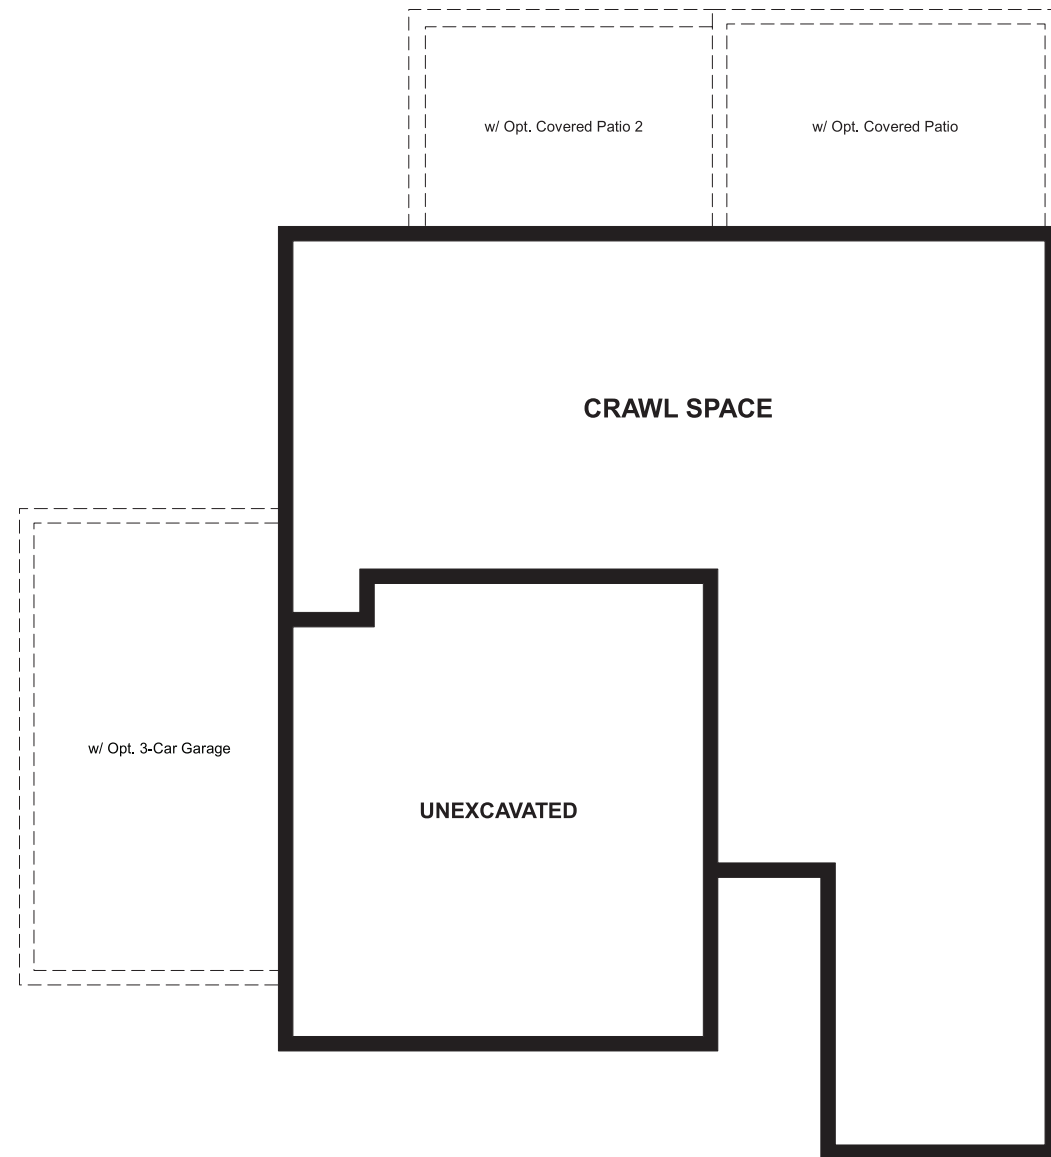 w/ Opt. Covered Patio 2
w/ Opt. Covered Patio
CRAWL SPACE
w/ Opt. 3-Car Garage
UNEXCAVATED